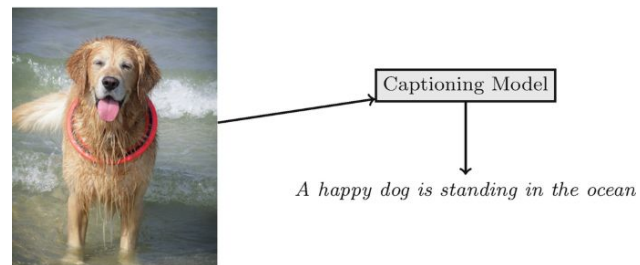 Captioning Model
A happy dog is standing in the ocean